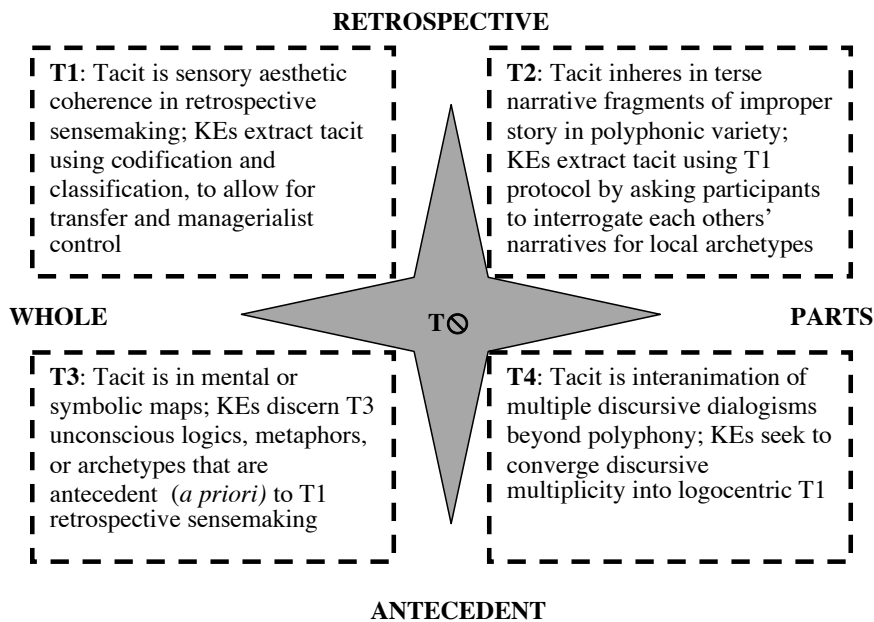 RETROSPECTIVE
T1: Tacit is sensory aesthetic
coherence in retrospective
sensemaking; KEs extract tacit
using codification and
classification, to allow for
transfer and managerialist
control
T2: Tacit inheres in terse
narrative fragments of improper
story in polyphonic variety;
KEs extract tacit using T1
protocol by asking participants
to interrogate each others’
narratives for local archetypes
WHOLE
T⦸
PARTS
T3: Tacit is in mental or
symbolic maps; KEs discern T3
unconscious logics, metaphors,
or archetypes that are
antecedent (a priori) to T1
retrospective sensemaking
T4: Tacit is interanimation of
multiple discursive dialogisms
beyond polyphony; KEs seek to
converge discursive
multiplicity into logocentric T1
ANTECEDENT